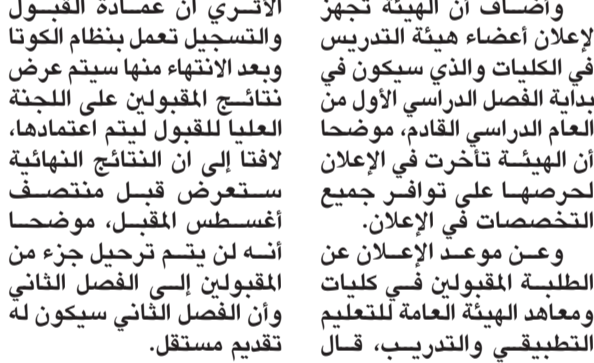 وأضاف أن الهيئة تجهز
لإعلان أعضاء هيئة التدريس
في الكليات والذي سيكون في
بداية الفصل الدراسي الأول من
العام الدراسي القادم، موضحا
أن الهيئة تأخرت في الإعلان
لحرصها على توافر جميع
التخصصات في الإعلان.
وعن موعد الإعلان عن
الطلبة المقبولين في كليات
ومعاهد الهيئة العامة للتعليم
التطبيقي والتدريب، قال
الأثري أن عمادة القبول
والتسجيل تعمل بنظام الكوتا
وبعد الانتهاء منها سيتم عرض
نتائج المقبولين على اللجنة
العليا للقبول ليتم اعتمادها،
لافتا إلى ان النتائج النهائية
ستعرض قبل منتصف
أغسطس المقبل، موضحا
أنه لن يتم ترحيل جزء من
المقبولين إلى الفصل الثاني
وأن الفصل الثاني سيكون له
تقديم مستقل.